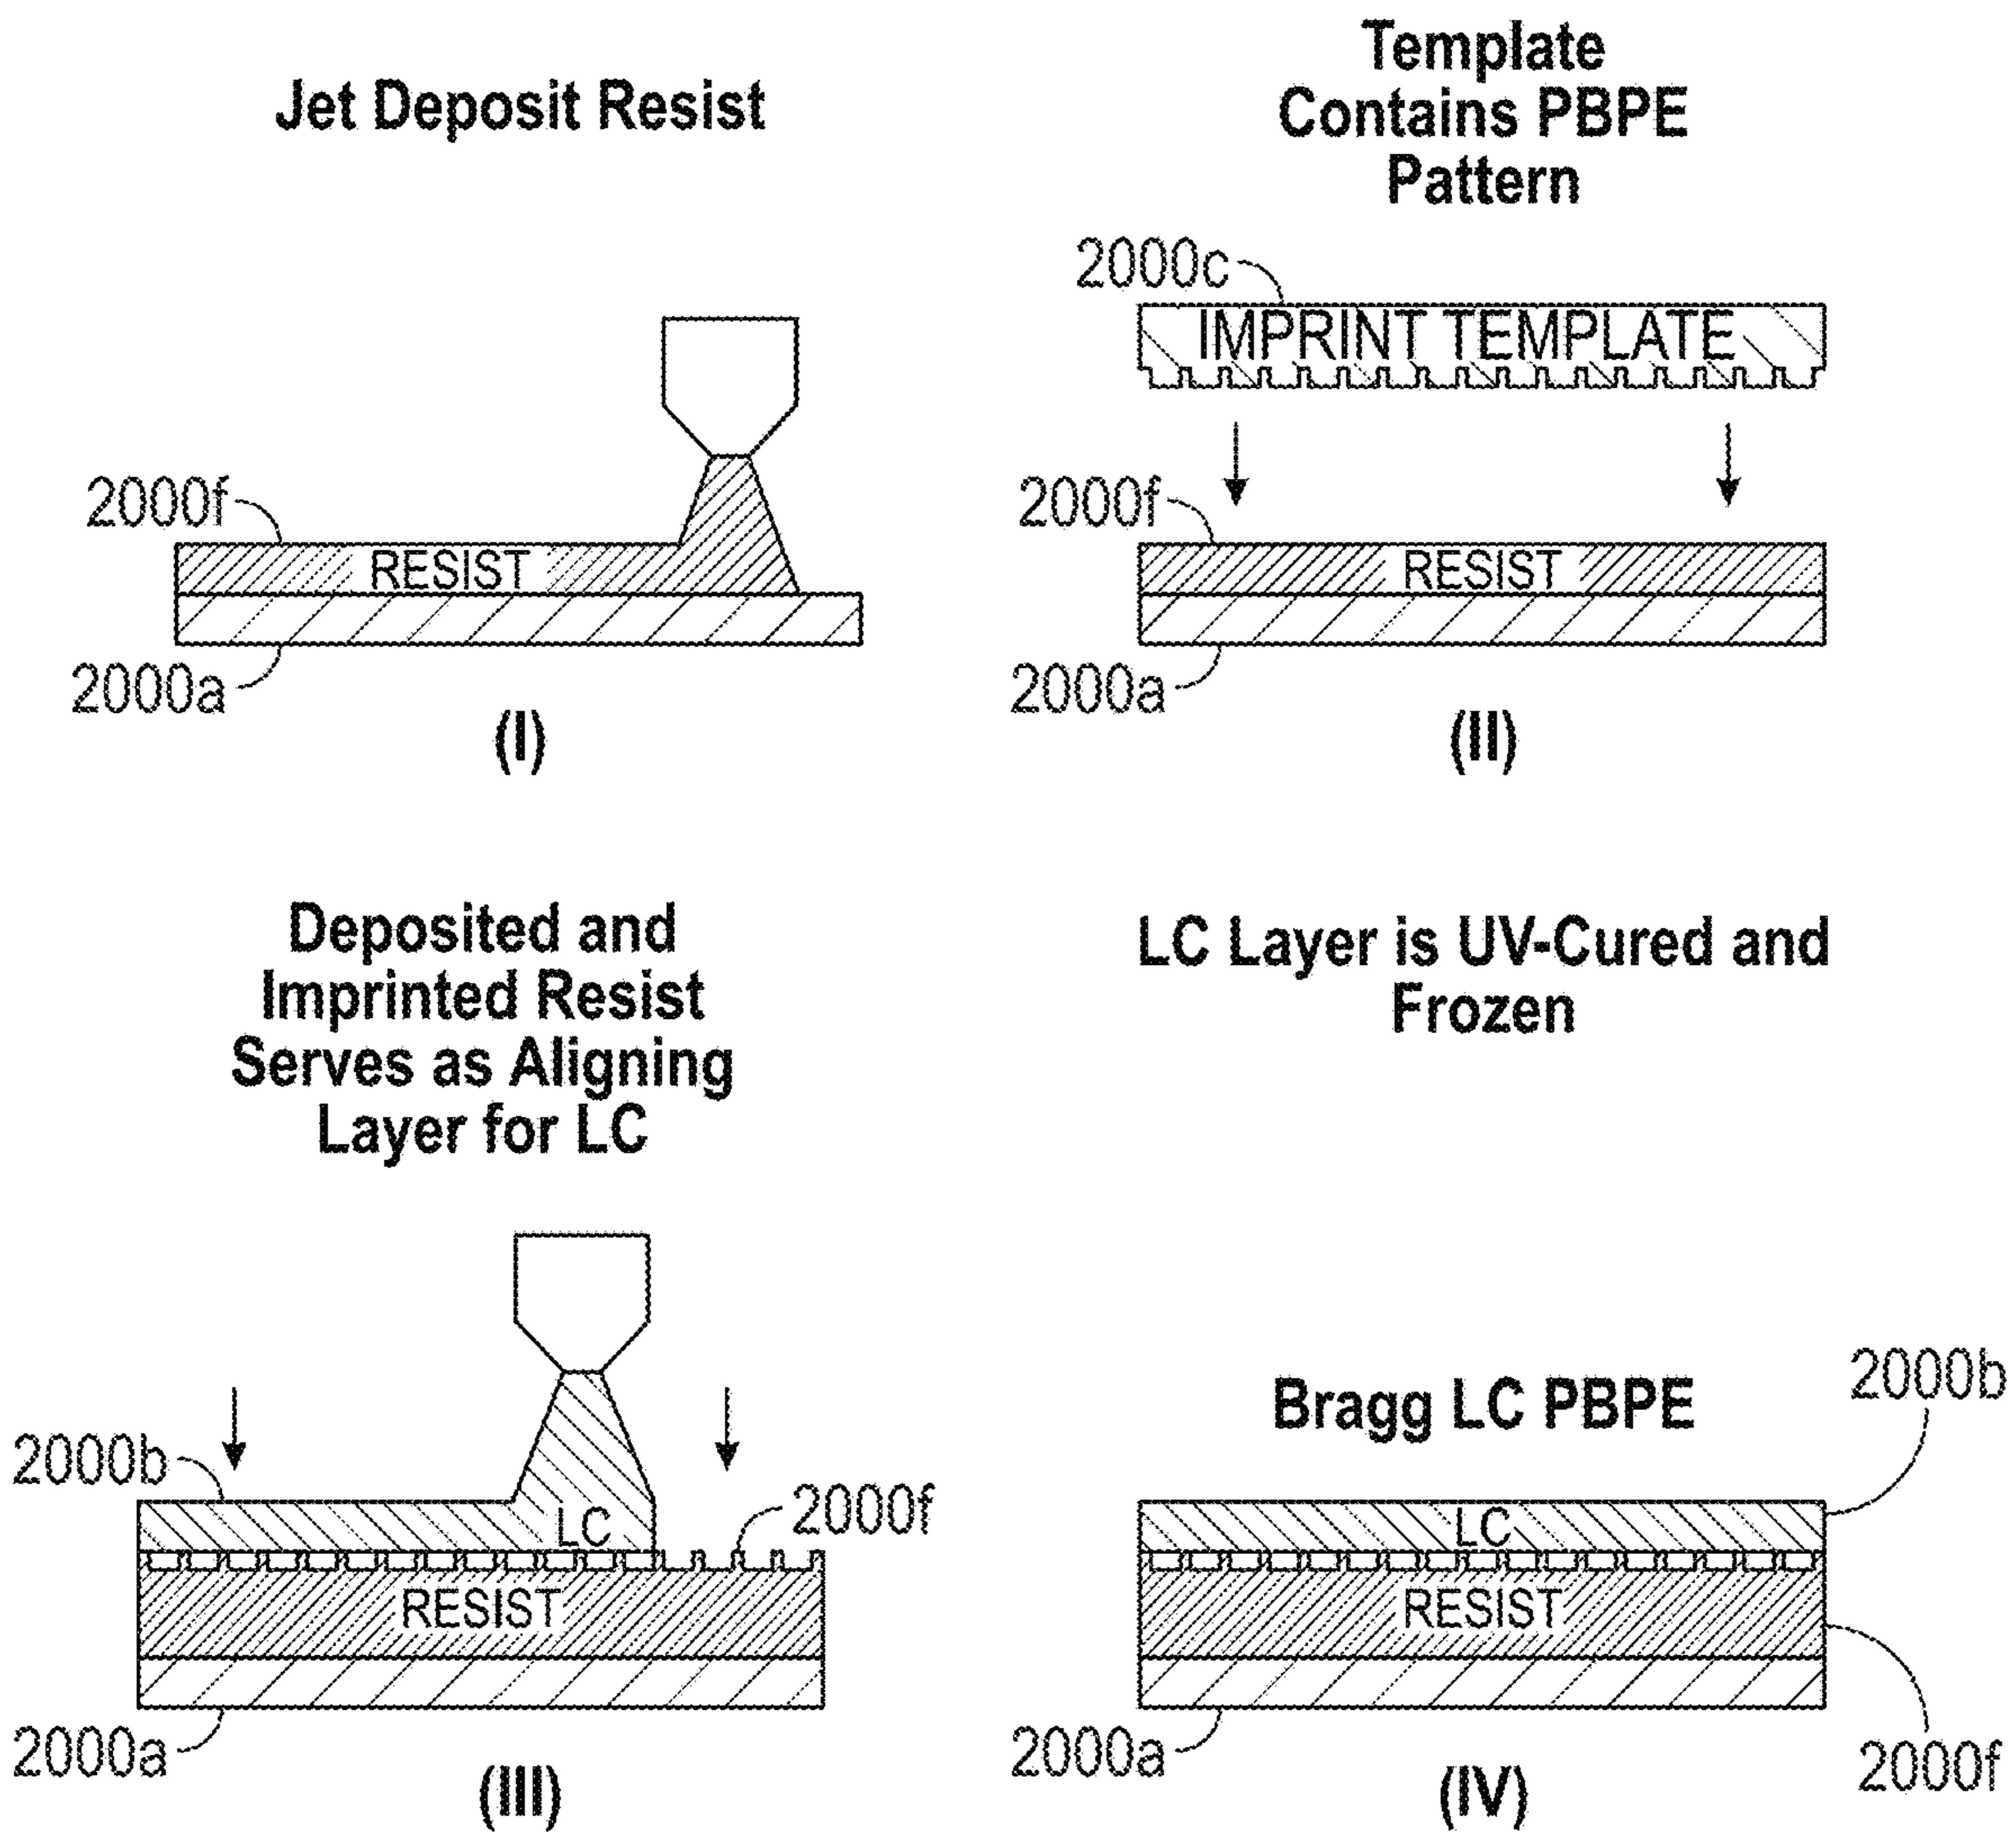 Jet Deposit Resist
2000f
RESIST
2000a
(I)
Template
Contains PBPE
Pattern
2000c
IMPRINT TEMPLATE
2000f
RESIST
2000a
(II)
Deposited and
Imprinted Resist
Serves as Aligning
Layer for LC
2000b
LC
2000f
RESIST
2000a
(III)
LC Layer is UV-Cured and
Frozen
Bragg LC PBPE
2000b
LC
RESIST
2000a
2000f
(IV)